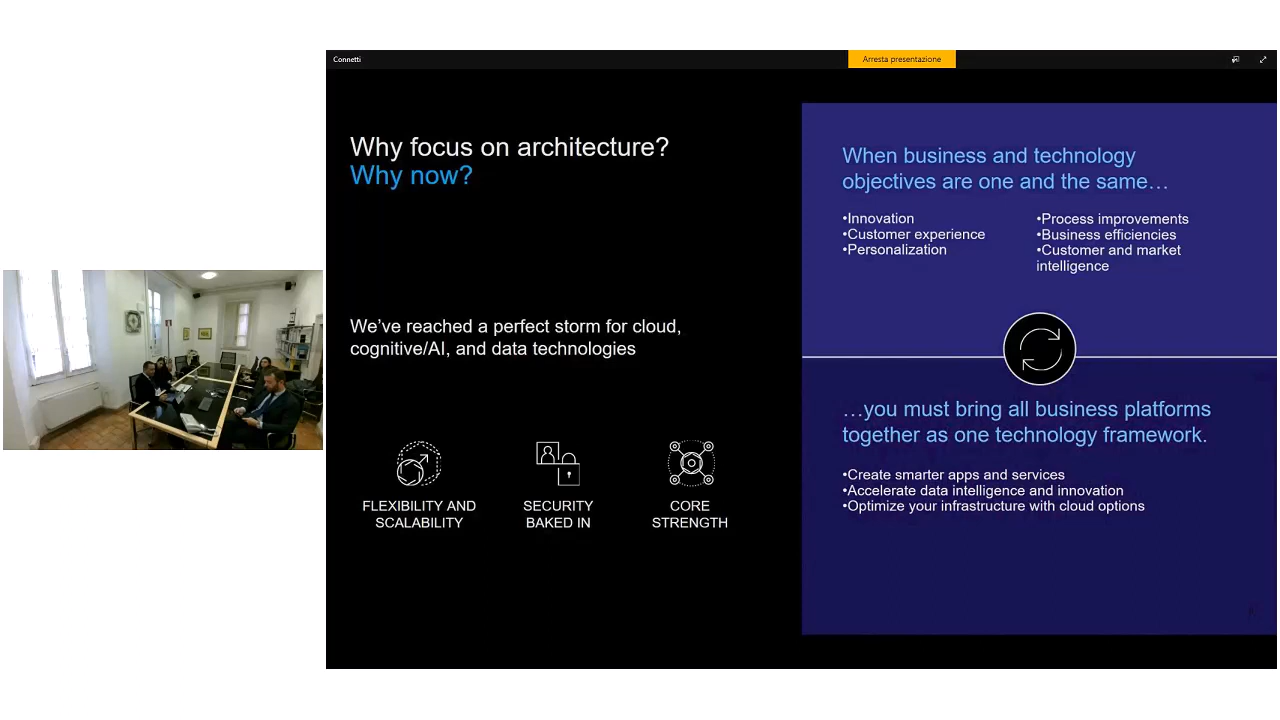 Connetti
Arresta presentazione
Why focus on architecture?
Why now?
We’ve reached a perfect storm for cloud,
cognitive/AI, and data technologies
FLEXIBILITY AND
SCALABILITY
SECURITY
BAKED IN
CORE
STRENGTH
When business and technology
objectives are one and the same…
•Innovation
•Customer experience
•Personalization
•Process improvements
•Business efficiencies
•Customer and market
intelligence
…you must bring all business platforms
together as one technology framework.
•Create smarter apps and services
•Accelerate data intelligence and innovation
•Optimize your infrastructure with cloud options